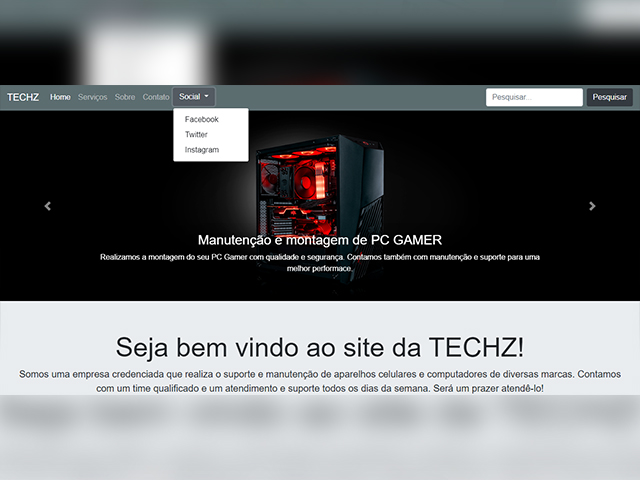 TECHZ Home Serviços Sobre Contato Social Pesquisar... Pesquisar
Facebook
Twitter
Instagram
Manutenção e montagem de PC GAMER
Realizamos a montagem do seu PC Gamer com qualidade e segurança. Contamos também com manutenção e suporte para uma
melhor performace.
Seja bem vindo ao site da TECHZ!
Somos uma empresa credenciada que realiza o suporte e manutenção de aparelhos celulares e computadores de diversas marcas. Contamos
com um time qualificado e um atendimento e suporte todos os dias da semana. Será um prazer atendê-lo!